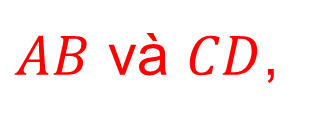 AB và CD,